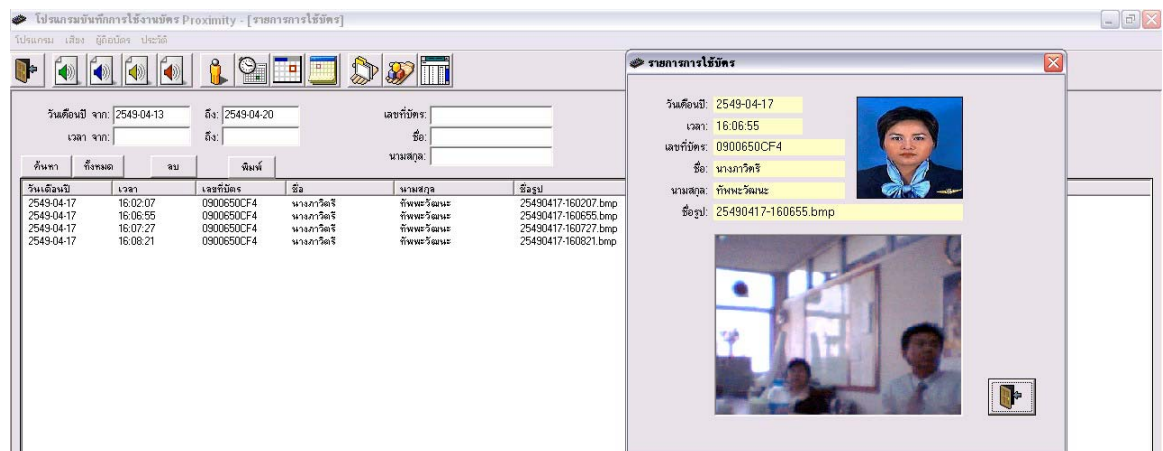 โปรแกรมบันทึกการใช้งานบัตร Proximity - [รายการการใช้บัตร]
โปรแกรม เสียง ผู้ถือบัตร ประวัติ
วันเดือนปี จาก: 2549-04-13 ถึง: 2549-04-20 เลขที่บัตร:
เวลา จาก: ถึง: ชื่อ:
นามสกุล:
ค้นหา ทั้งหมด ลบ พิมพ์
วันเดือนปี เวลา เลขที่บัตร ชื่อ นามสกุล ชื่อรูป
2549-04-17 16:02:07 0900650CF4 นางภาวิตรี ทัพพะวัฒนะ 25490417-160207.bmp
2549-04-17 16:06:55 0900650CF4 นางภาวิตรี ทัพพะวัฒนะ 25490417-160655.bmp
2549-04-17 16:07:27 0900650CF4 นางภาวิตรี ทัพพะวัฒนะ 25490417-160727.bmp
2549-04-17 16:08:21 0900650CF4 นางภาวิตรี ทัพพะวัฒนะ 25490417-160821.bmp
รายการการใช้บัตร
วันเดือนปี: 2549-04-17
เวลา: 16:06:55
เลขที่บัตร: 0900650CF4
ชื่อ: นางภาวิตรี
นามสกุล: ทัพพะวัฒนะ
ชื่อรูป: 25490417-160655.bmp